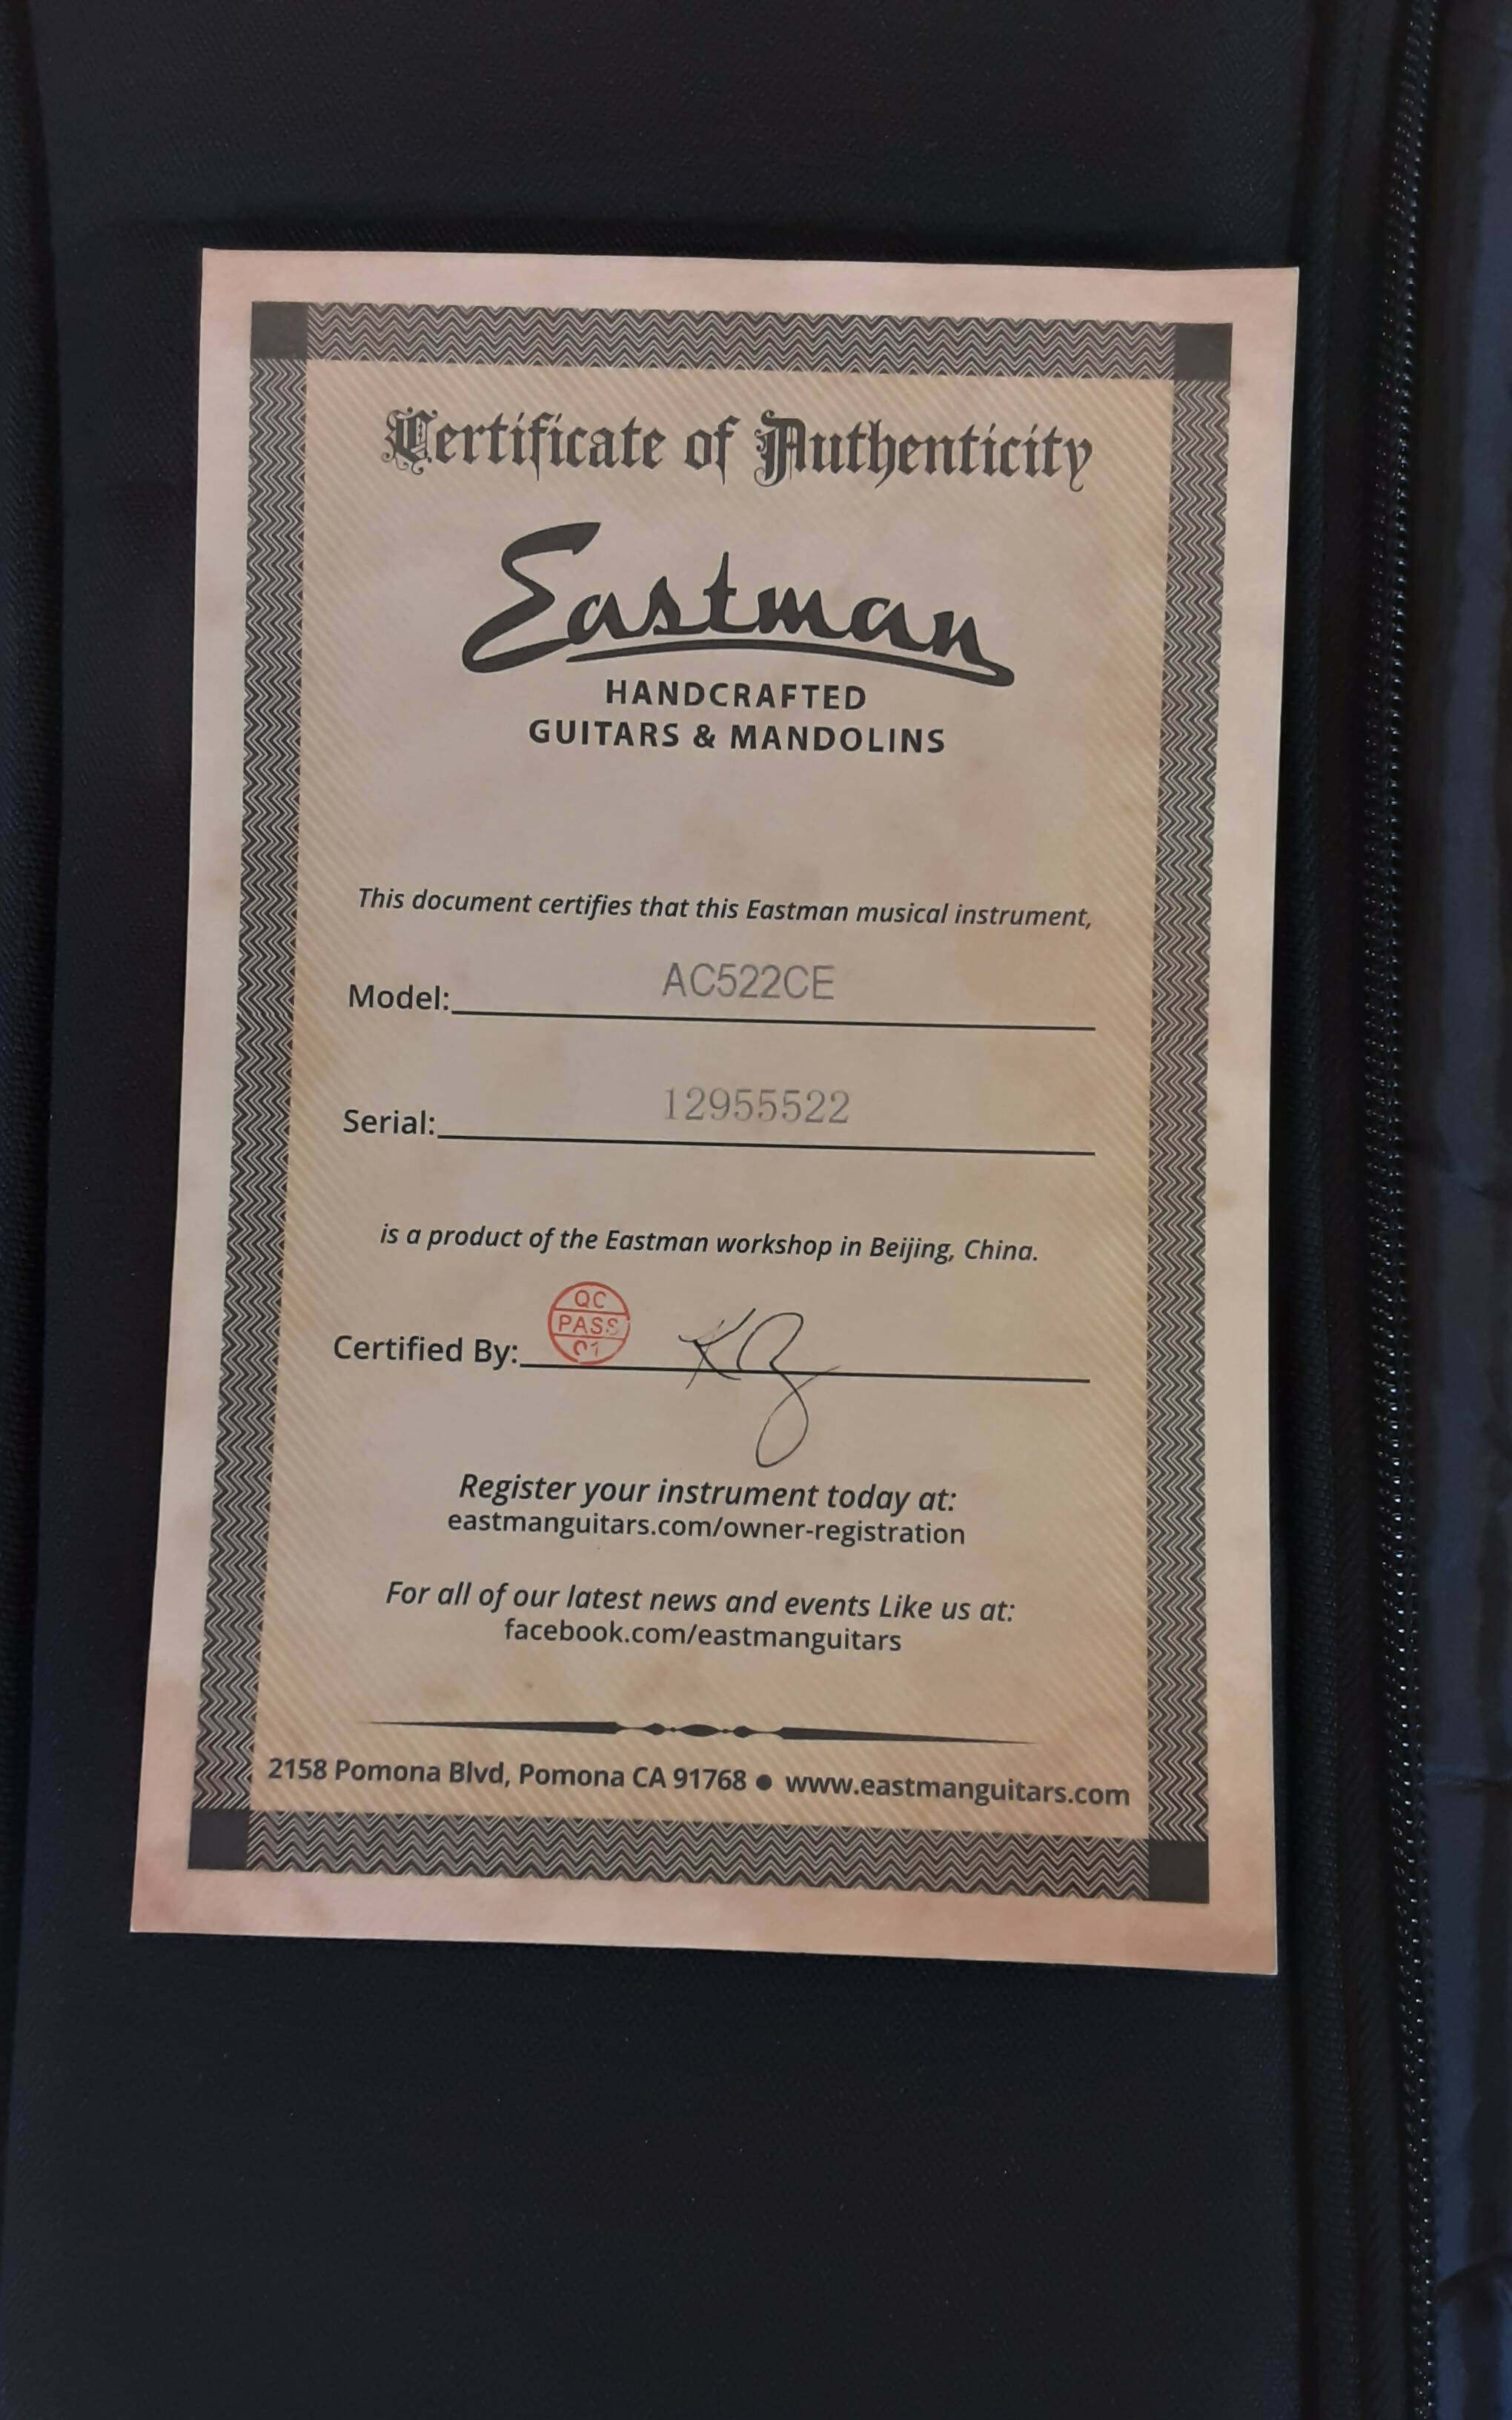 Certificate of Authenticity
Eastman
HANDCRAFTED
GUITARS & MANDOLINS
This document certifies that this Eastman musical instrument,
Model: AC522CE
Serial: 12955522
is a product of the Eastman workshop in Beijing, China.
QC
PASS
01
Certified By:
Register your instrument today at:
eastmanguitars.com/owner-registration
For all of our latest news and events Like us at:
facebook.com/eastmanguitars
2158 Pomona Blvd, Pomona CA 91768 ● www.eastmanguitars.com